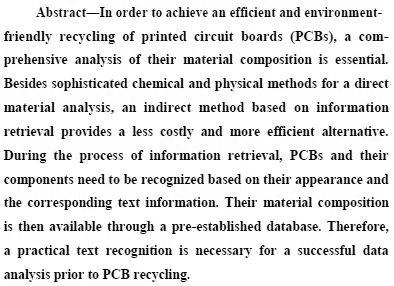 Abstract—In order to achieve an efficient and environment-
friendly recycling of printed circuit boards (PCBs), a com-
prehensive analysis of their material composition is essential.
Besides sophisticated chemical and physical methods for a direct
material analysis, an indirect method based on information
retrieval provides a less costly and more efficient alternative.
During the process of information retrieval, PCBs and their
components need to be recognized based on their appearance and
the corresponding text information. Their material composition
is then available through a pre-established database. Therefore,
a practical text recognition is necessary for a successful data
analysis prior to PCB recycling.